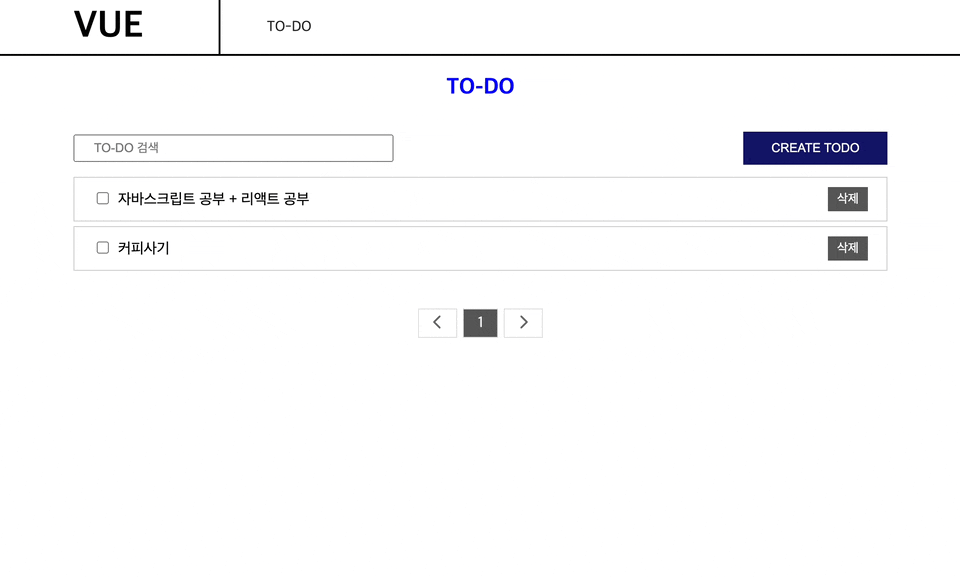 VUE
TO-DO
TO-DO
TO-DO 검색
CREATE TODO
자바스크립트 공부 + 리액트 공부
삭제
커피사기
삭제
1